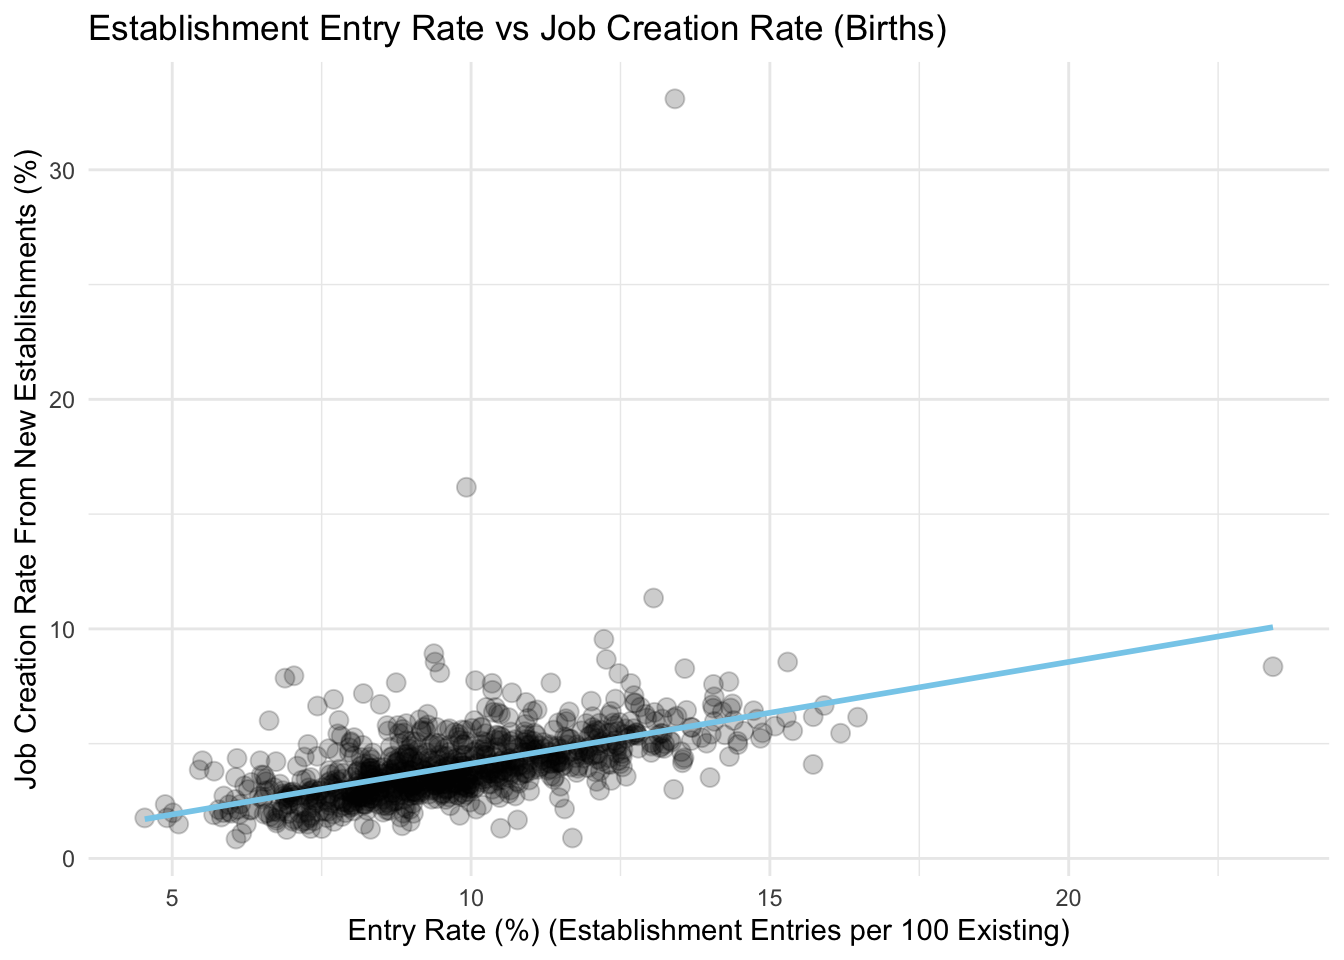 Establishment Entry Rate vs Job Creation Rate (Births)
Job Creation Rate From New Establishments (%)
30
20
10
0
5
10
15
20
Entry Rate (%) (Establishment Entries per 100 Existing)